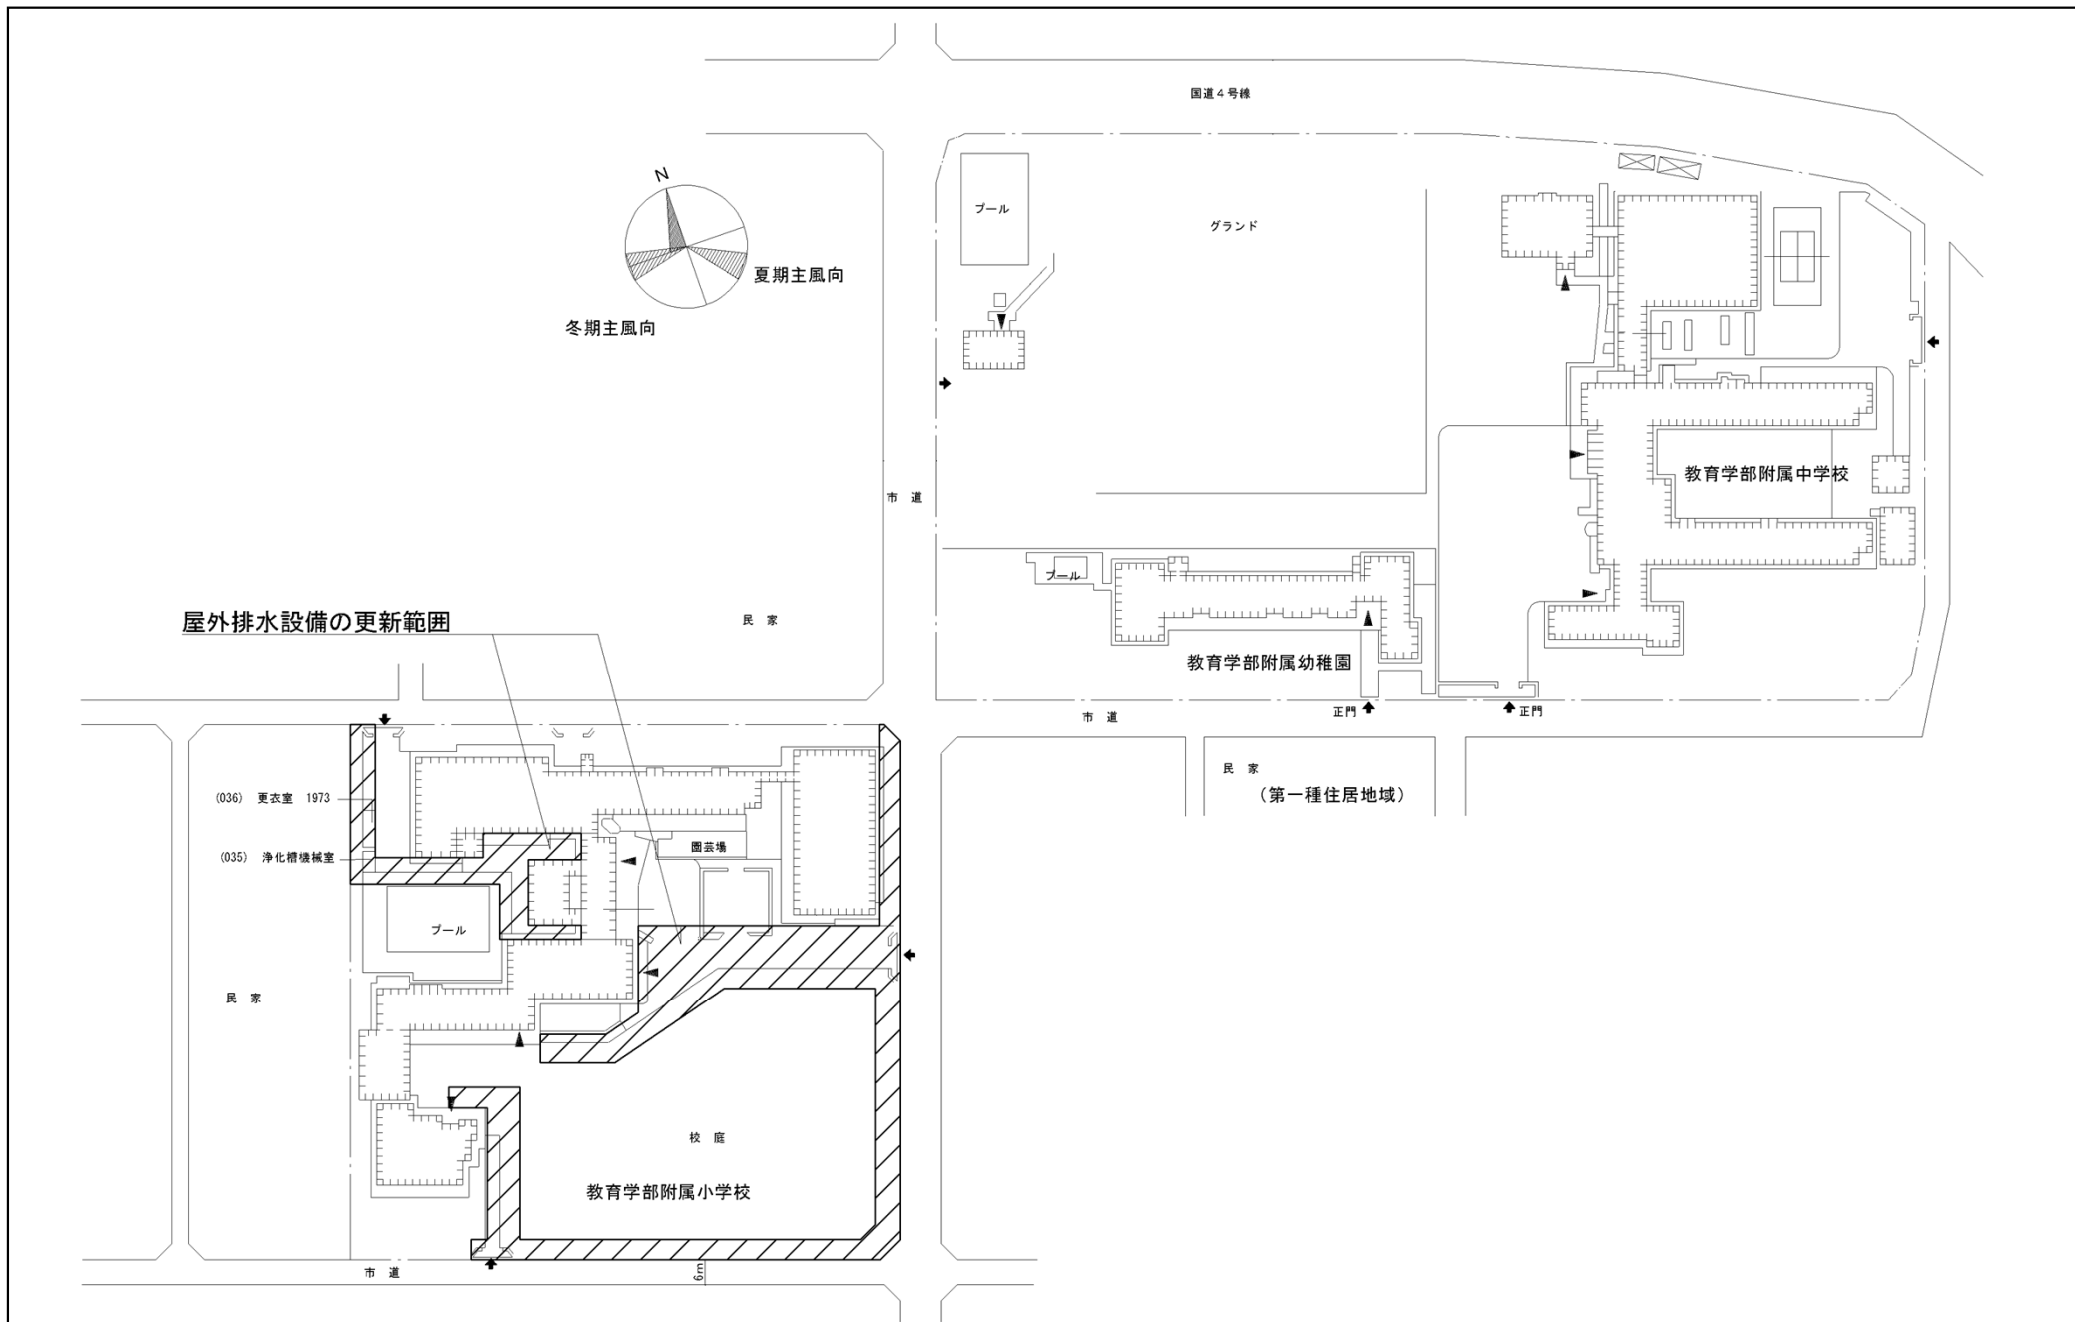 国道４号線
N
プール
グランド
夏期主風向
冬期主風向
教育学部附属中学校
市　道
プール
屋外排水設備の更新範囲
民　家
教育学部附属幼稚園
正門
正門
市　道
民　家
（第一種住居地域）
(036)　更衣室　1973
(035)　浄化槽機械室
園芸場
プール
民　家
校　庭
教育学部附属小学校
市　道
6m